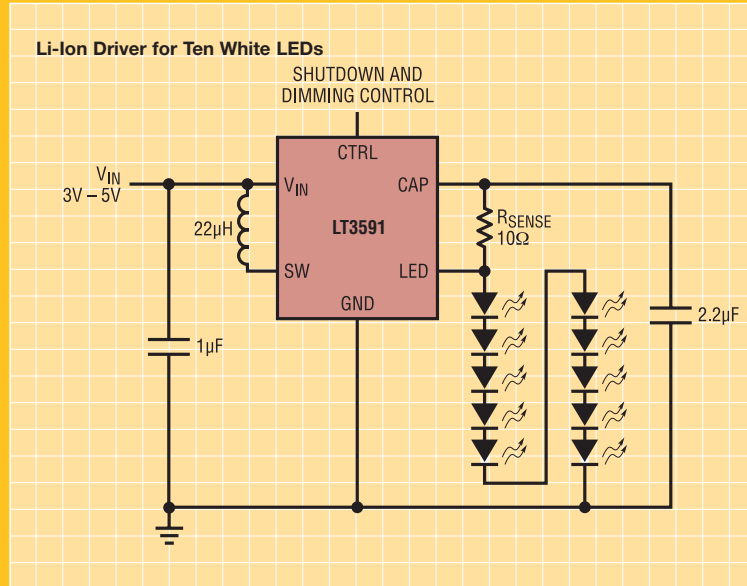 Li-Ion Driver for Ten White LEDs
SHUTDOWN AND
DIMMING CONTROL
CTRL
VIN
3V – 5V
VIN
CAP
22µH
LT3591
RSENSE
10Ω
SW
LED
GND
1µF
2.2µF